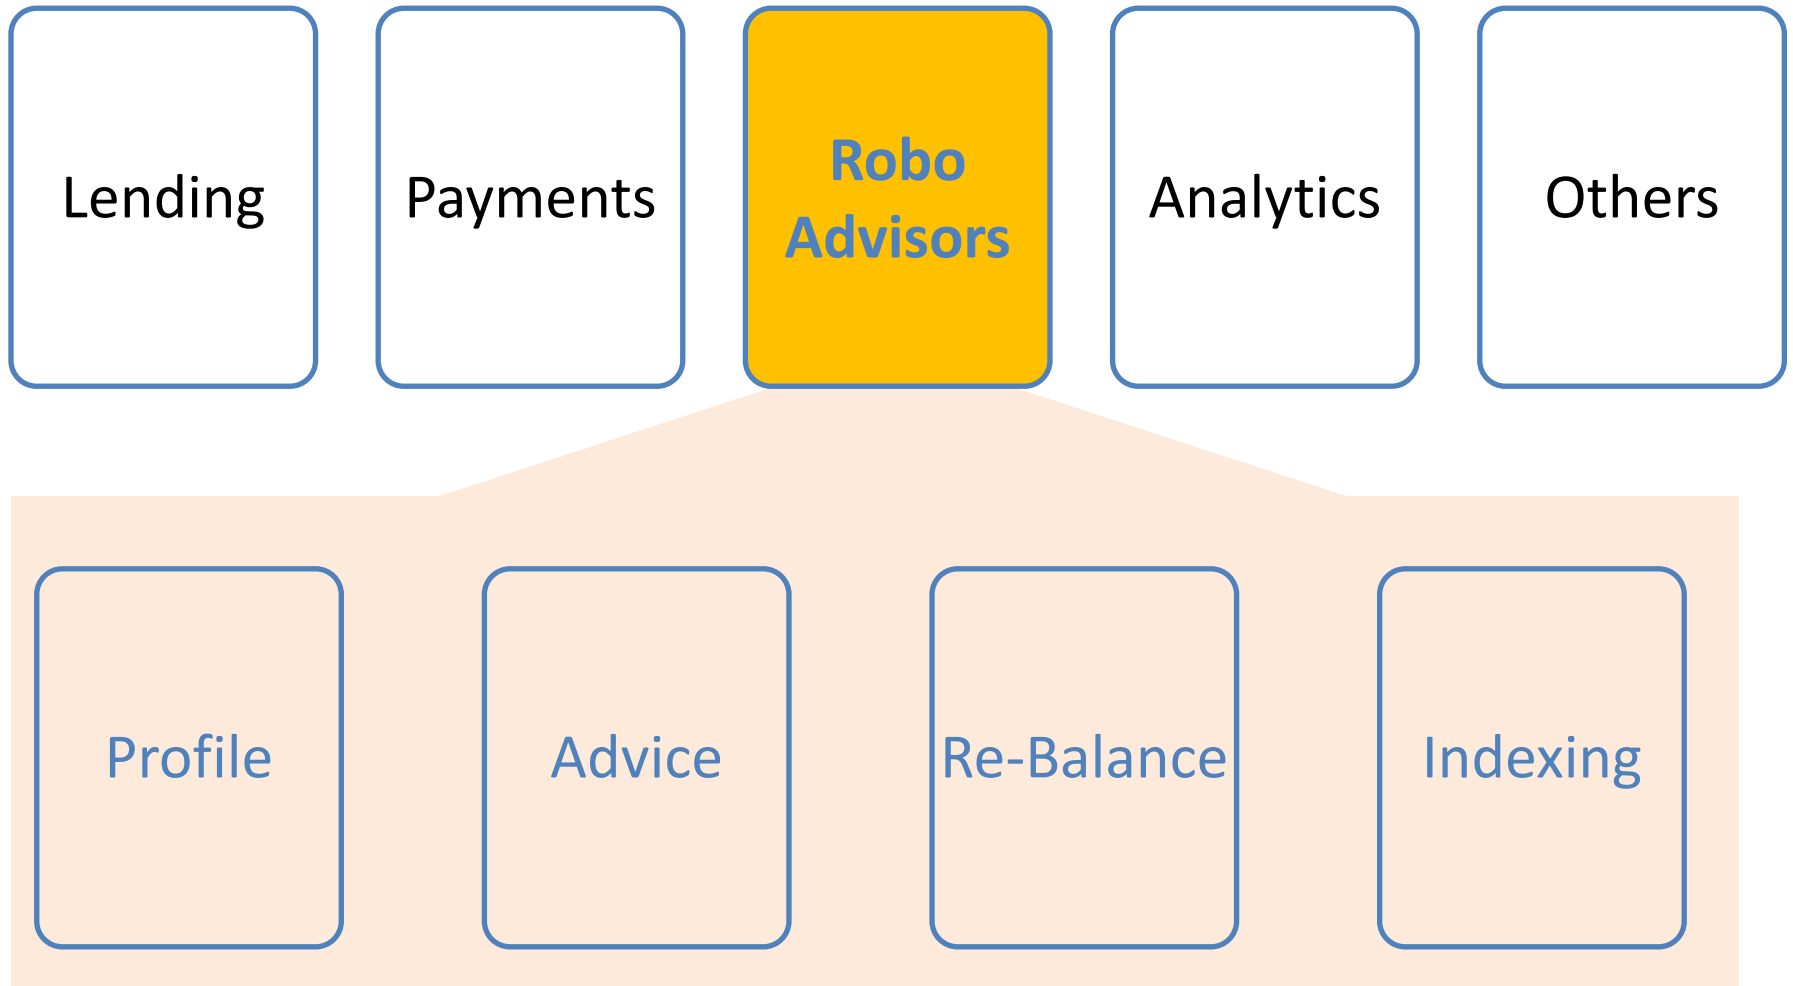 Lending
Payments
Robo
Advisors
Analytics
Others
Profile
Advice
Re-Balance
Indexing